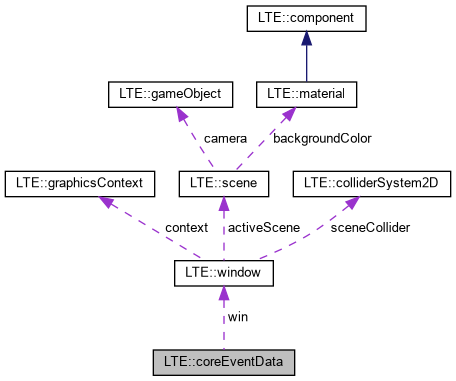 LTE::component
LTE::gameObject
LTE::material
camera
backgroundColor
LTE::graphicsContext
LTE::scene
LTE::colliderSystem2D
context
activeScene
sceneCollider
LTE::window
win
LTE::coreEventData